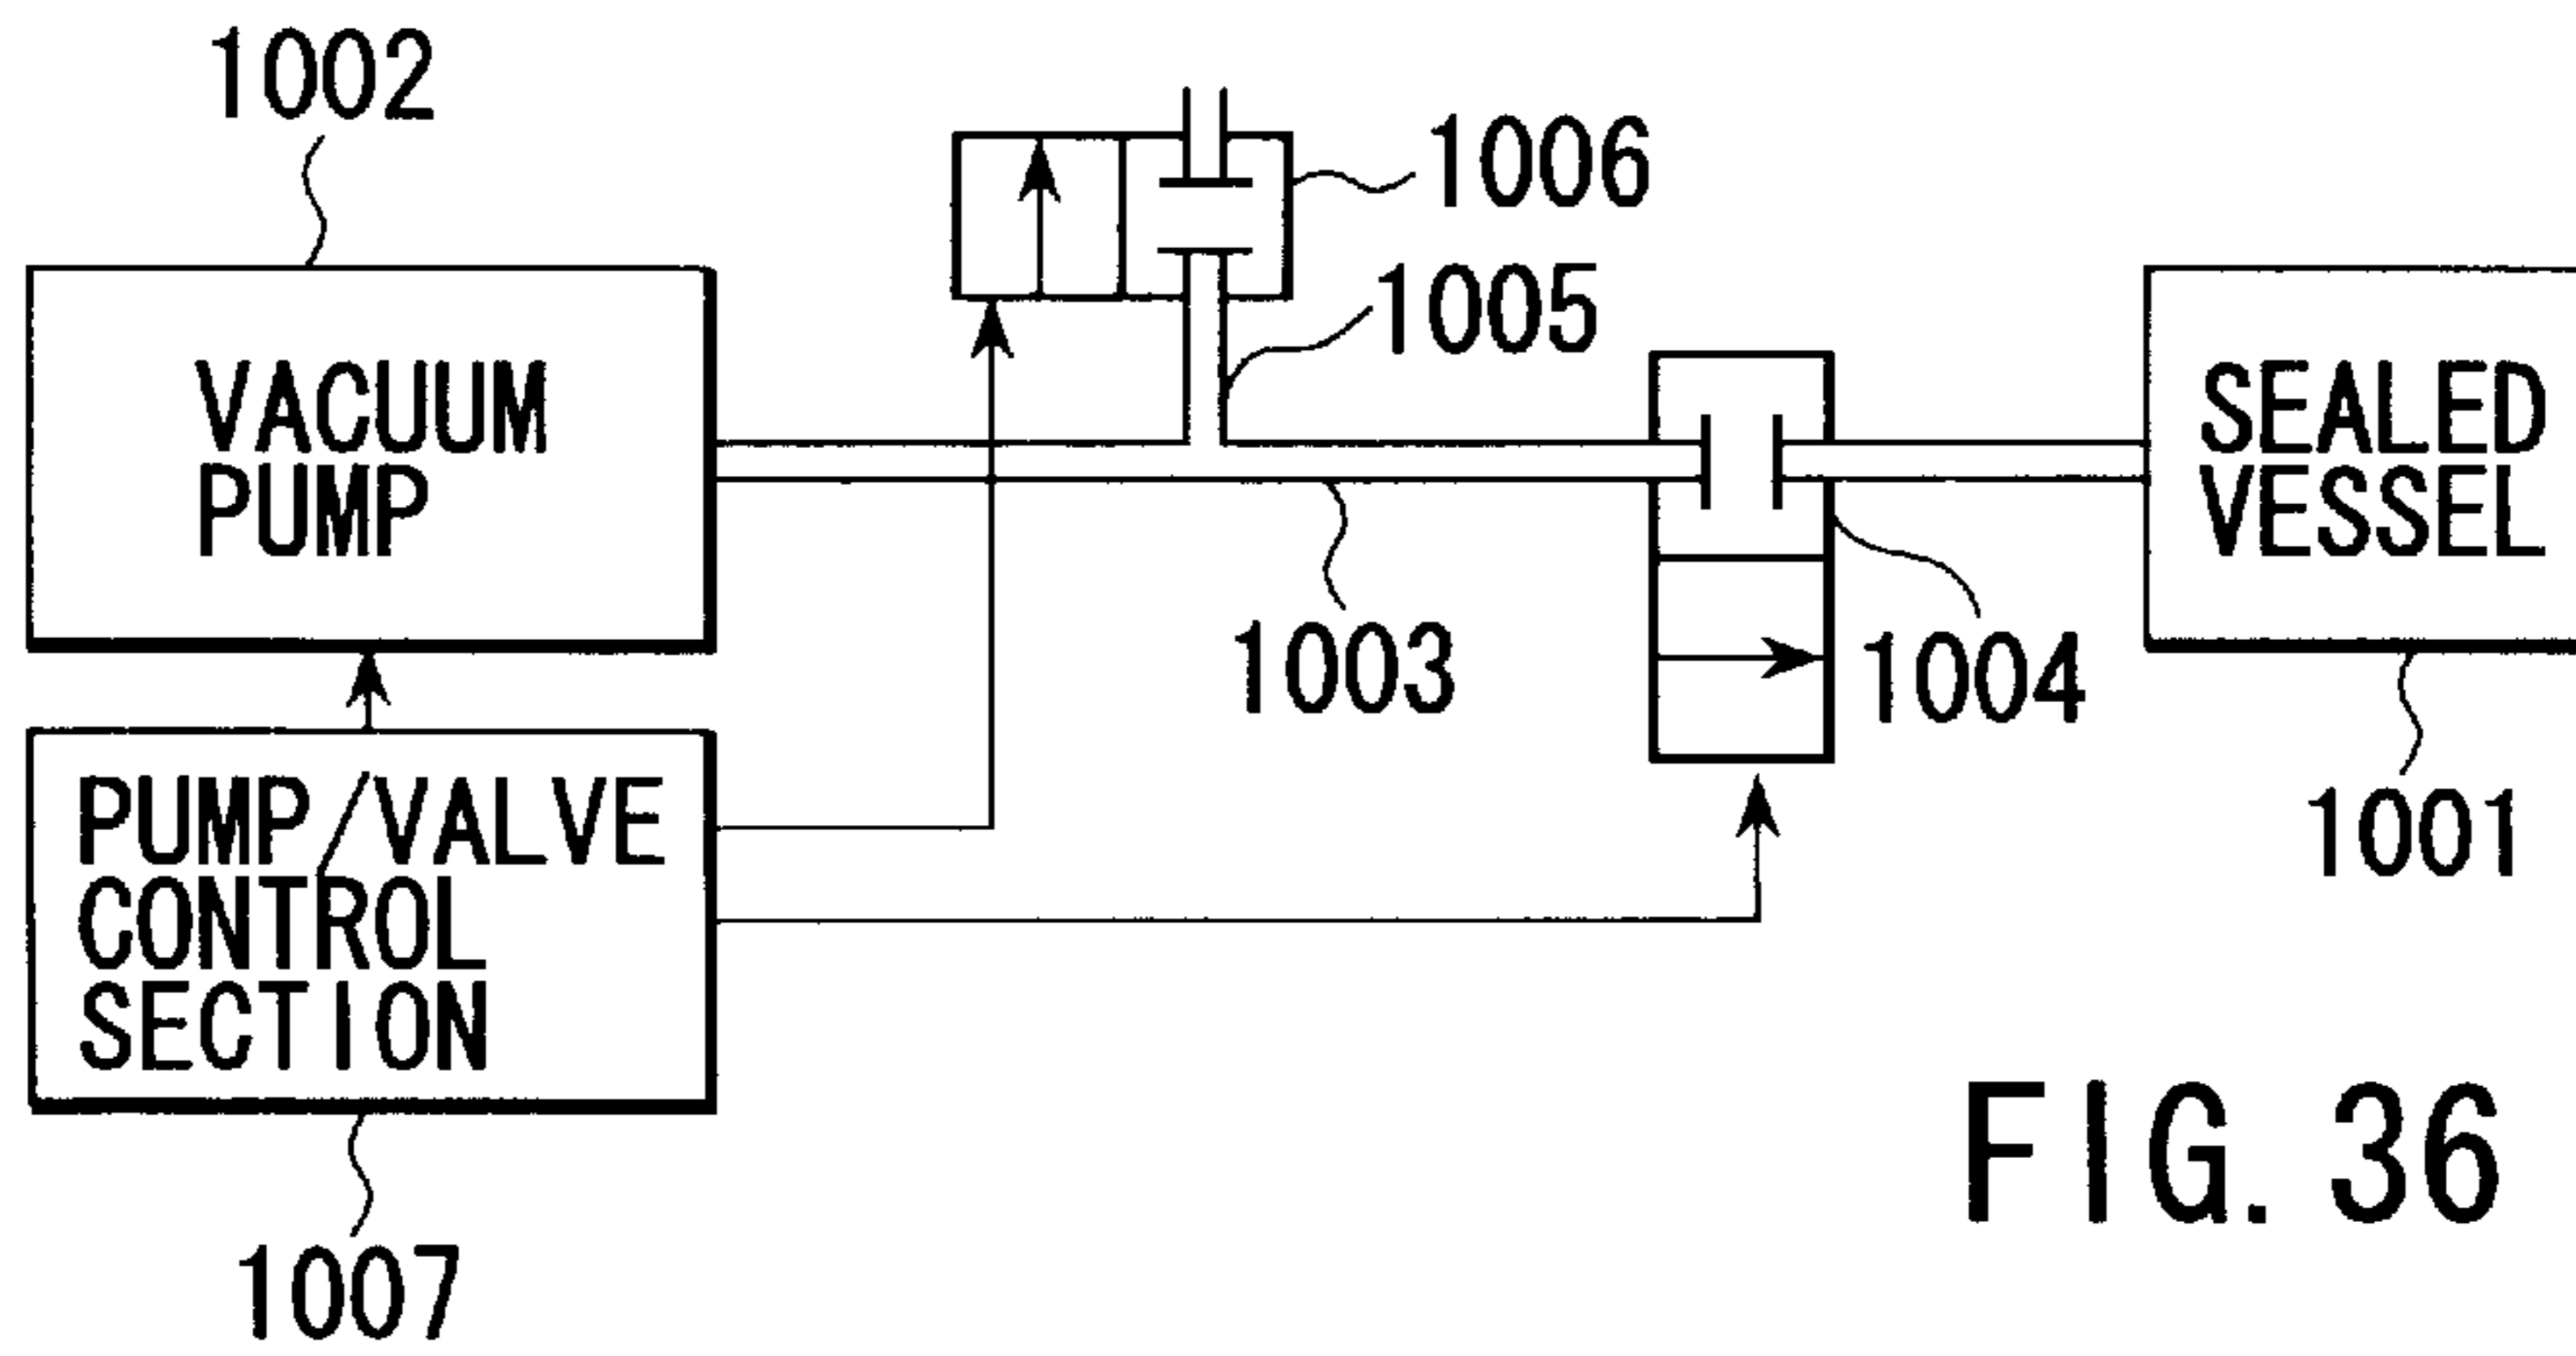 1002
1006
1005
VACUUM
PUMP
SEALED
VESSEL
1003
1004
1001
PUMP/VALVE
CONTROL
SECTION
1007
FIG. 36